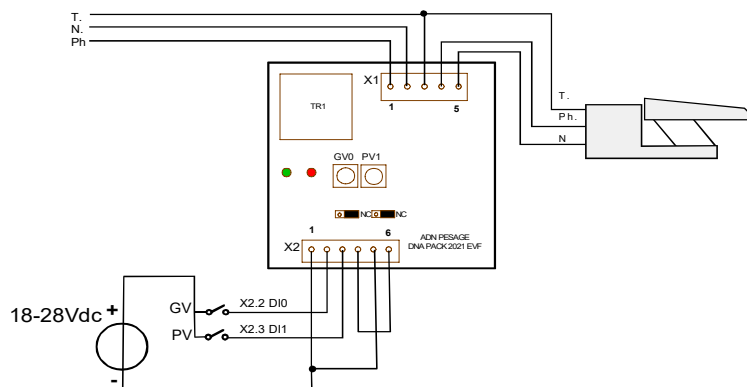 T.
N.
Ph
X1
1
5
TR1
T.
Ph.
N
GV0 PV1
NC NC
1
6
X2
ADN PESAGE
DNA PACK 2021 EVF
18-28Vdc
+
-
GV
X2.2 DI0
PV
X2.3 DI1